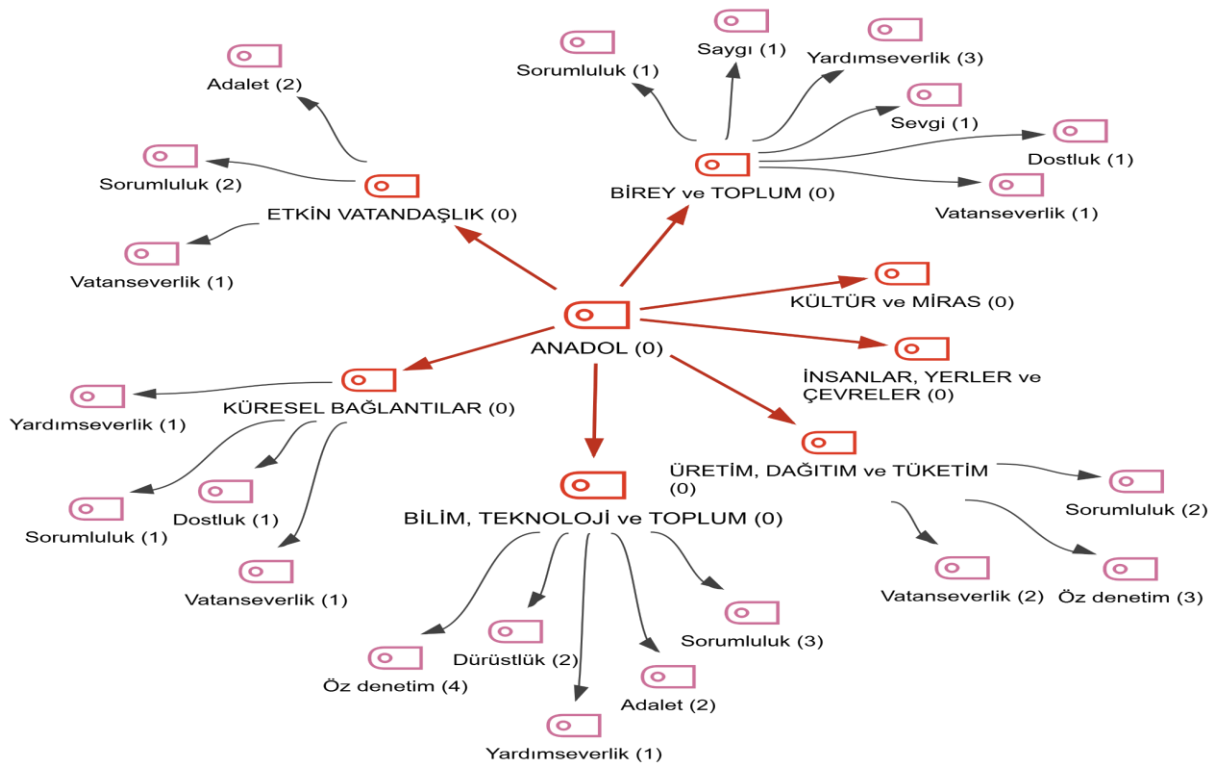 Saygı (1)
Sorumluluk (1)
Yardımseverlik (3)
Adalet (2)
Sevgi (1)
Dostluk (1)
Sorumluluk (2)
BİREY ve TOPLUM (0)
ETKİN VATANDAŞLIK (0)
Vatanseverlik (1)
Vatanseverlik (1)
KÜLTÜR ve MİRAS (0)
ANADOL (0)
İNSANLAR, YERLER ve
ÇEVRELER (0)
KÜRESEL BAĞLANTILAR (0)
Yardımseverlik (1)
ÜRETİM, DAĞITIM ve TÜKETİM
(0)
Sorumluluk (2)
BİLİM, TEKNOLOJİ ve TOPLUM (0)
Dostluk (1)
Sorumluluk (1)
Vatanseverlik (1)
Vatanseverlik (2)
Öz denetim (3)
Sorumluluk (3)
Dürüstlük (2)
Öz denetim (4)
Adalet (2)
Yardımseverlik (1)